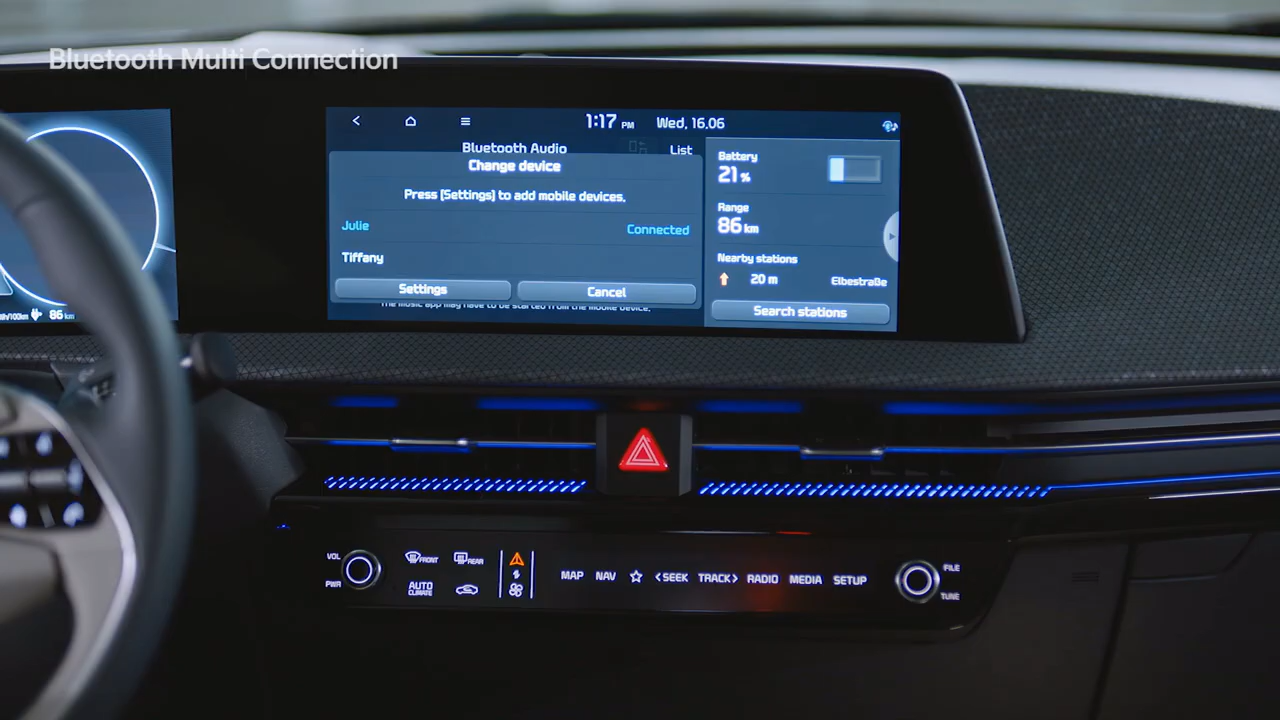 Bluetooth Multi Connection
1:17 PM Wed, 16.06
Bluetooth Audio List
Change device
Press [Settings] to add mobile devices.
Julie Connected
Tiffany
Settings Cancel
The music app may have to be started from the mobile device.
Battery
21 %
Range
86 km
Nearby stations
20 m Elbestraße
Search stations
86 km
VOL
PWR
FRONT
REAR
AUTO
CLIMATE
MAP NAV <SEEK TRACK> RADIO MEDIA SETUP
FILE
TUNE